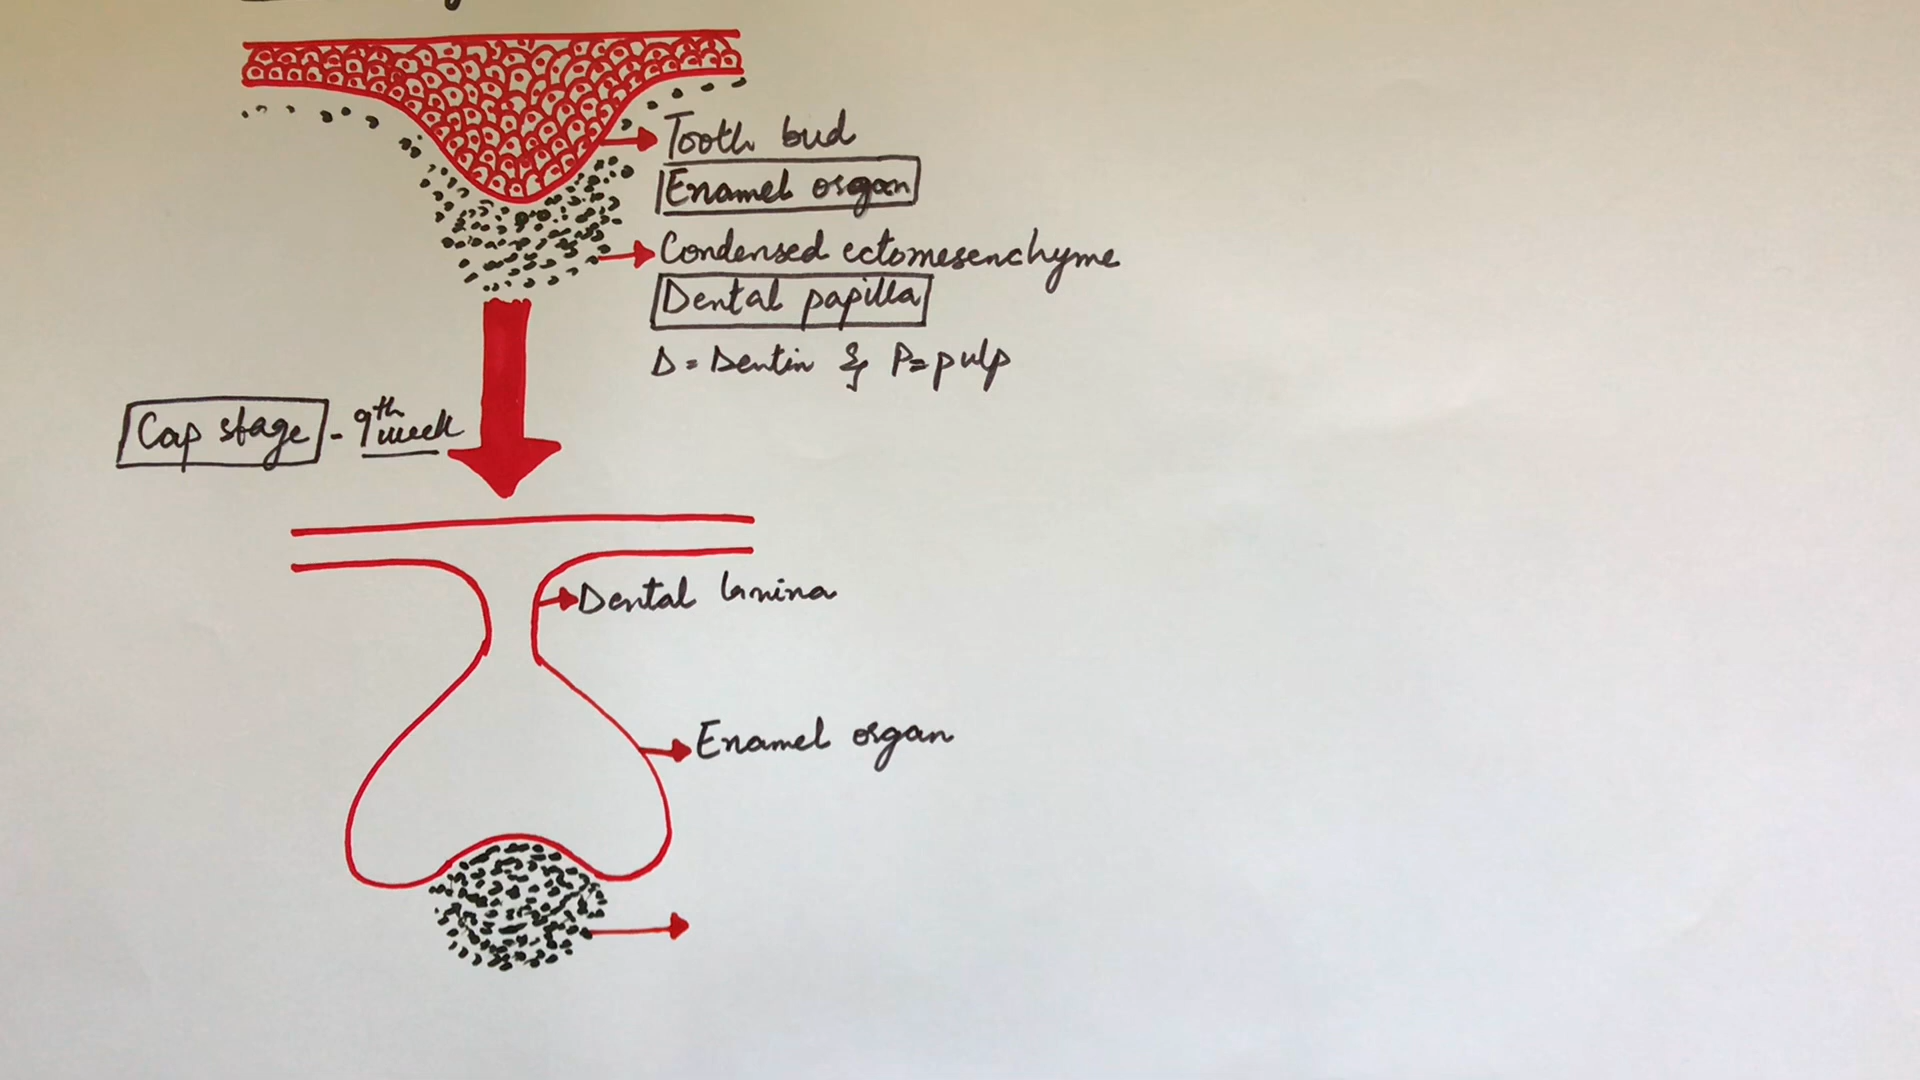 Tooth bud
Enamel organ
Condensed ectomesenchyme
Dental papilla
D = Dentin & P = pulp
Cap stage - 9th week
Dental lamina
Enamel organ